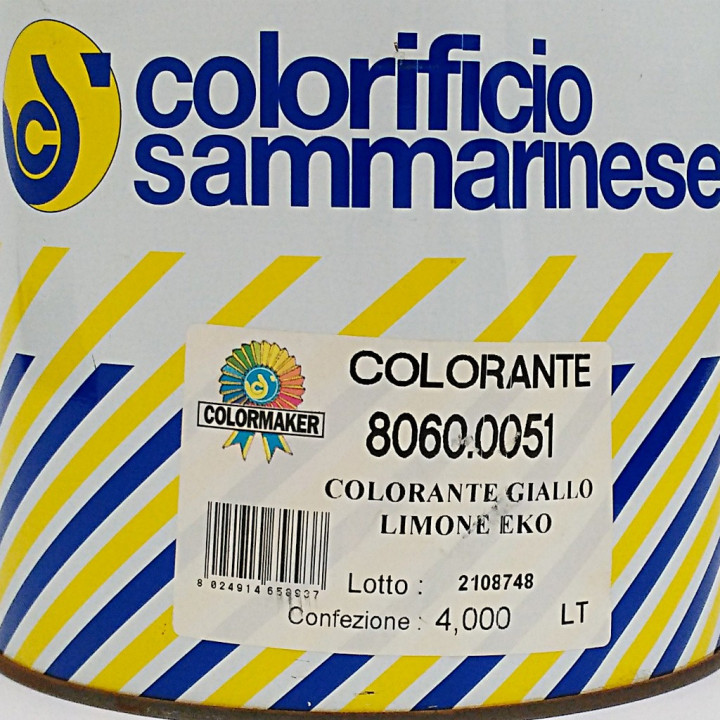 colorificio
sammarinese
COLORANTE
COLORMAKER
8060.0051
COLORANTE GIALLO
LIMONE EKO
Lotto : 2108748
Confezione : 4,000 LT